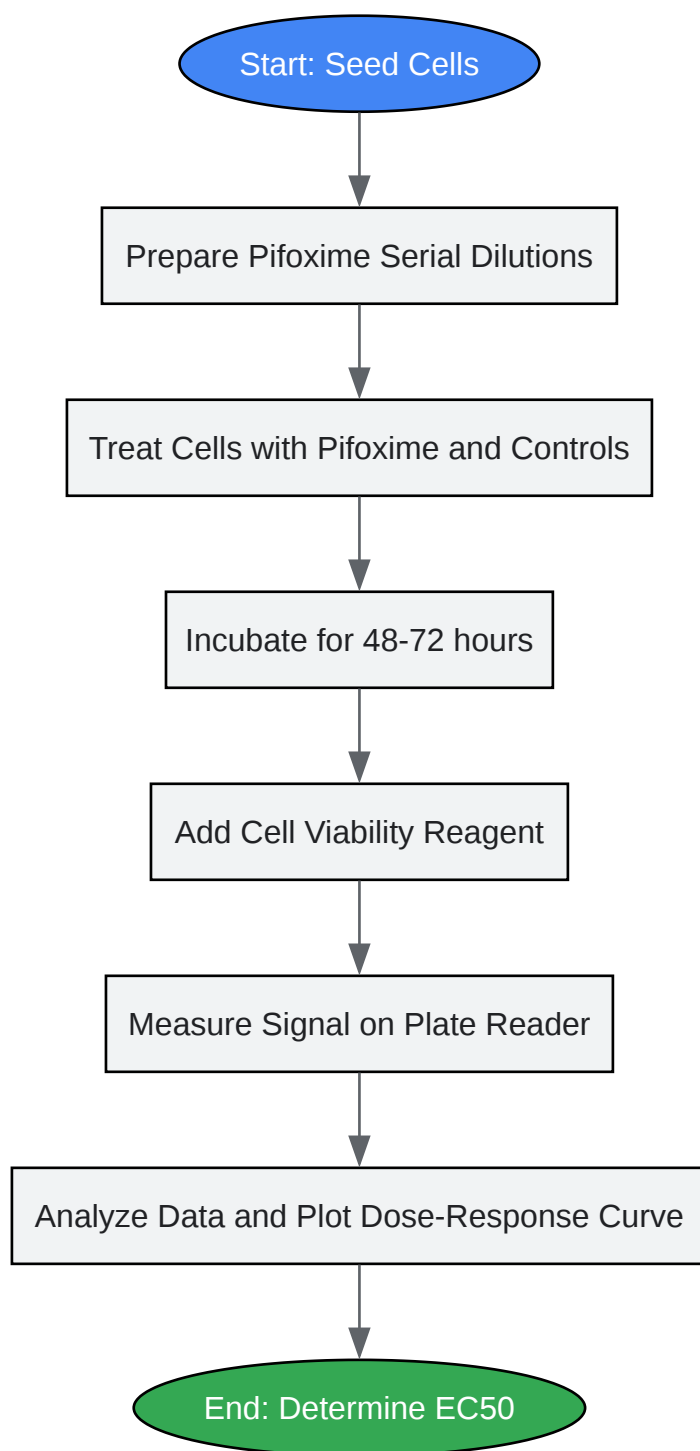 Start: Seed Cells
Prepare Pifoxime Serial Dilutions
Treat Cells with Pifoxime and Controls
Incubate for 48-72 hours
Add Cell Viability Reagent
Measure Signal on Plate Reader
Analyze Data and Plot Dose-Response Curve
End: Determine EC50